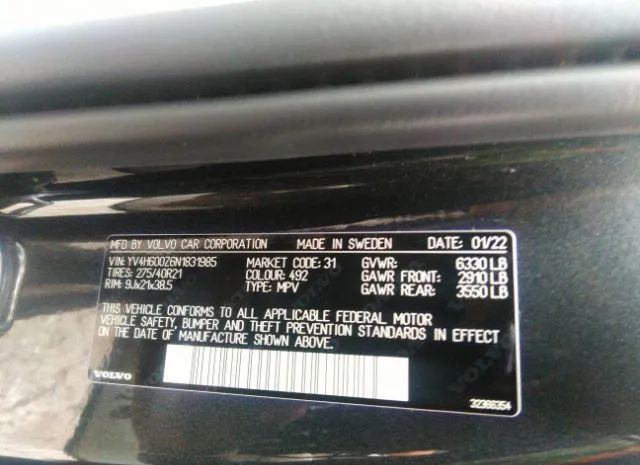 MFD BY VOLVO CAR CORPORATION MADE IN SWEDEN DATE: 01/22
VIN: YV4H600Z6N1831985 MARKET CODE: 31 GVWR: 6330 LB
TIRES: 275/40R21 COLOUR: 492 GAWR FRONT: 2910 LB
RIM: 9Jx21x38.5 TYPE: MPV GAWR REAR: 3550 LB
THIS VEHICLE CONFORMS TO ALL APPLICABLE FEDERAL MOTOR
VEHICLE SAFETY, BUMPER AND THEFT PREVENTION STANDARDS IN EFFECT
ON THE DATE OF MANUFACTURE SHOWN ABOVE.
VOLVO 32366354